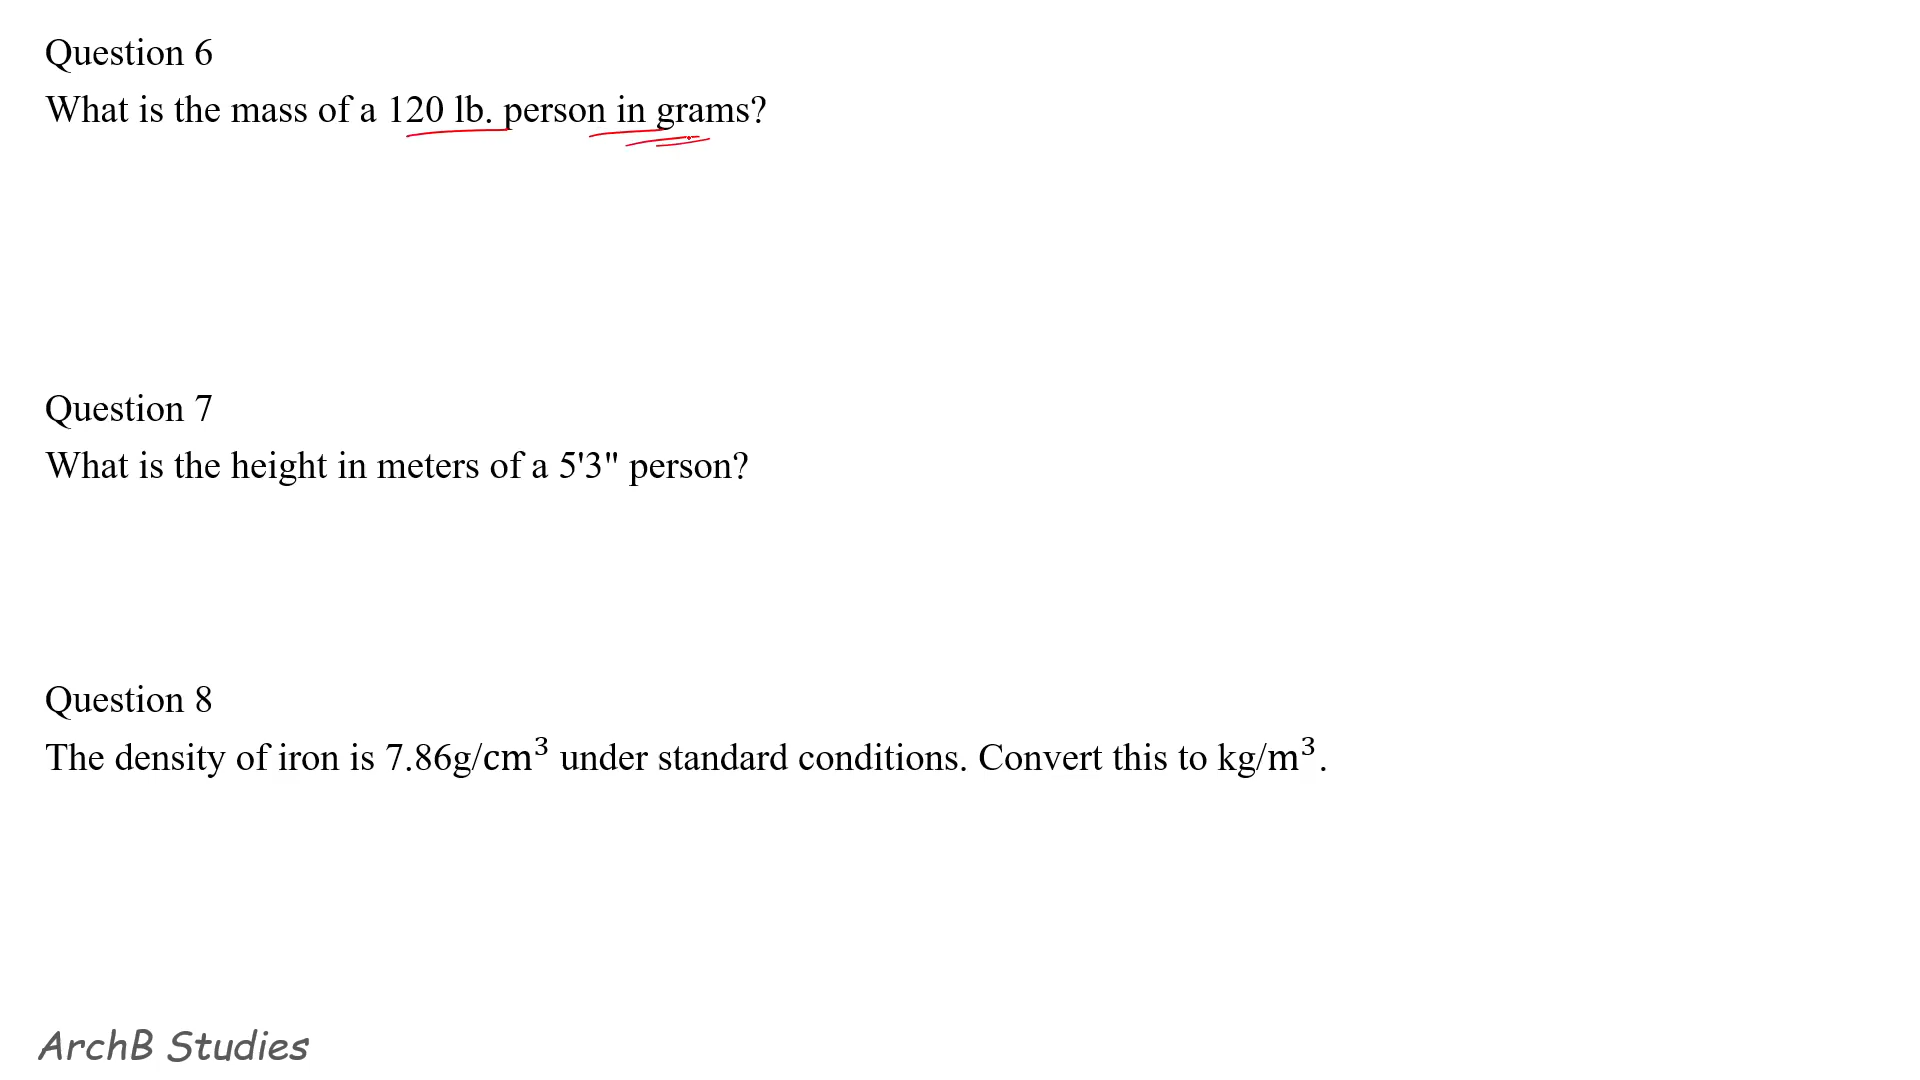 Question 6
What is the mass of a 120 lb. person in grams?
Question 7
What is the height in meters of a 5'3" person?
Question 8
The density of iron is 7.86g/cm³ under standard conditions. Convert this to kg/m³.
ArchB Studies